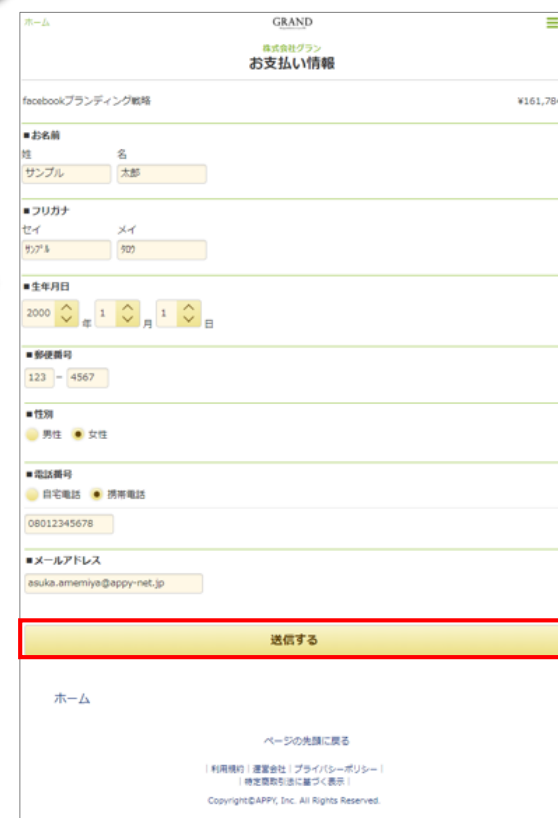 ホーム
GRAND
株式会社グラン
お支払い情報
facebookブランディング戦略 ¥161,784
■お名前
姓 名
サンプル 太郎
■フリガナ
セイ メイ
ｻﾝﾌﾟﾙ ﾀﾛｳ
■生年月日
2000 年 1 月 1 日
■郵便番号
123 - 4567
■性別
男性 女性
■電話番号
自宅電話 携帯電話
08012345678
■メールアドレス
asuka.amemiya@appy-net.jp
送信する
ホーム
ページの先頭に戻る
｜利用規約｜運営会社｜プライバシーポリシー｜
｜特定商取引法に基づく表示｜
Copyright©APPY, Inc. All Rights Reserved.